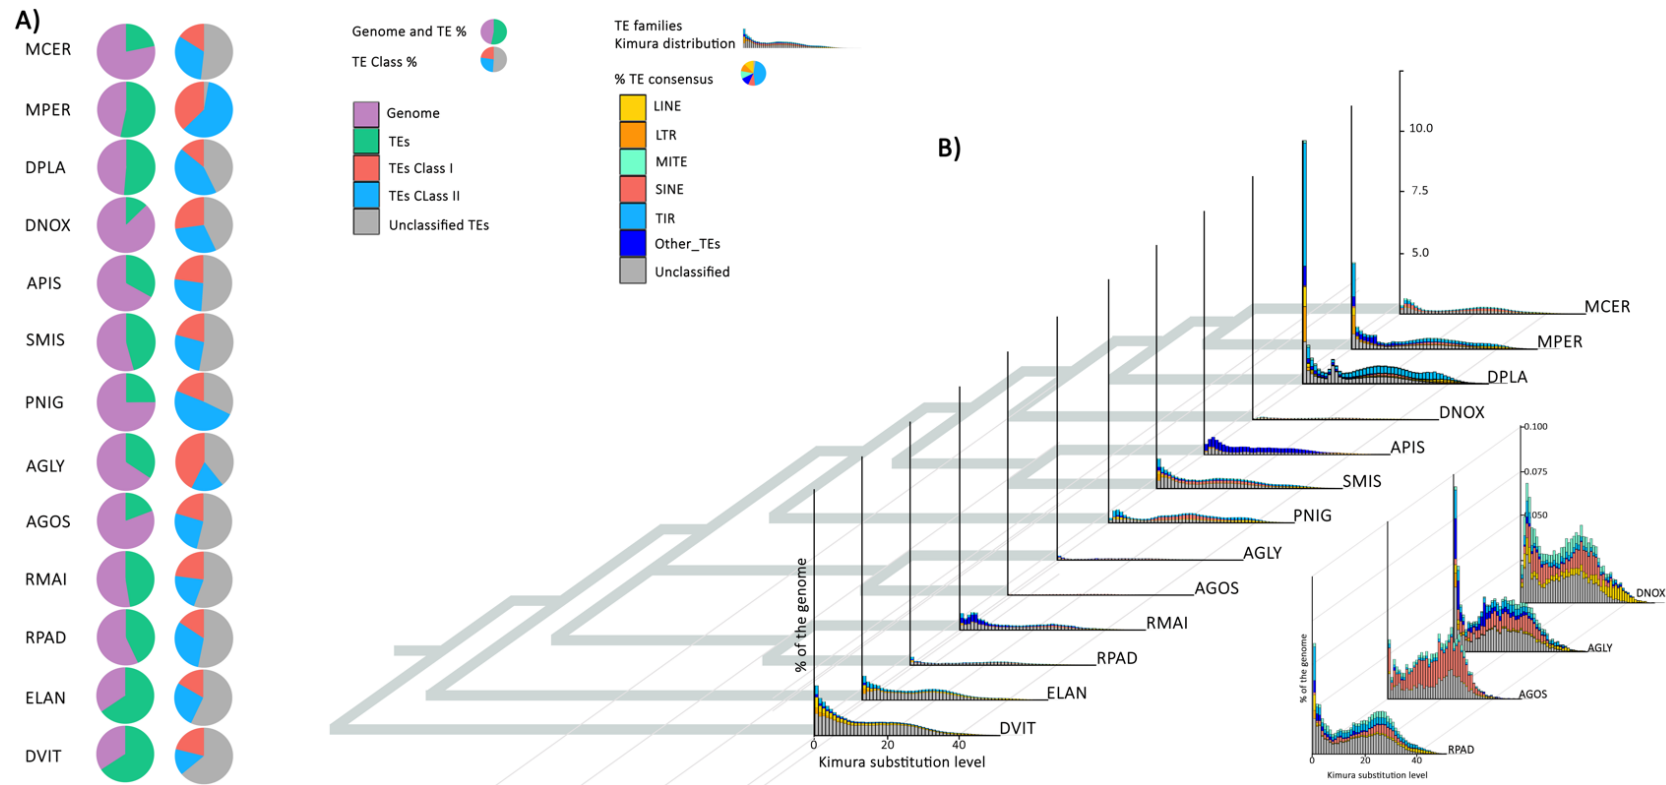 A)
MCER
MPER
DPLA
DNOX
APIS
SMIS
PNIG
AGLY
AGOS
RMAI
RPAD
ELAN
DVIT
Genome and TE %
TE Class %
Genome
TEs
TEs Class I
TEs CLass II
Unclassified TEs
TE families
Kimura distribution
% TE consensus
LINE
LTR
MITE
SINE
TIR
Other_TEs
Unclassified
B)
10.0
7.5
5.0
MCER
MPER
DPLA
DNOX
APIS
SMIS
PNIG
AGLY
AGOS
RMAI
RPAD
ELAN
DVIT
% of the genome
0 20 40
Kimura substitution level
0.100
0.075
0.050
DNOX
AGLY
AGOS
RPAD
% of the genome
0 20 40
Kimura substitution level